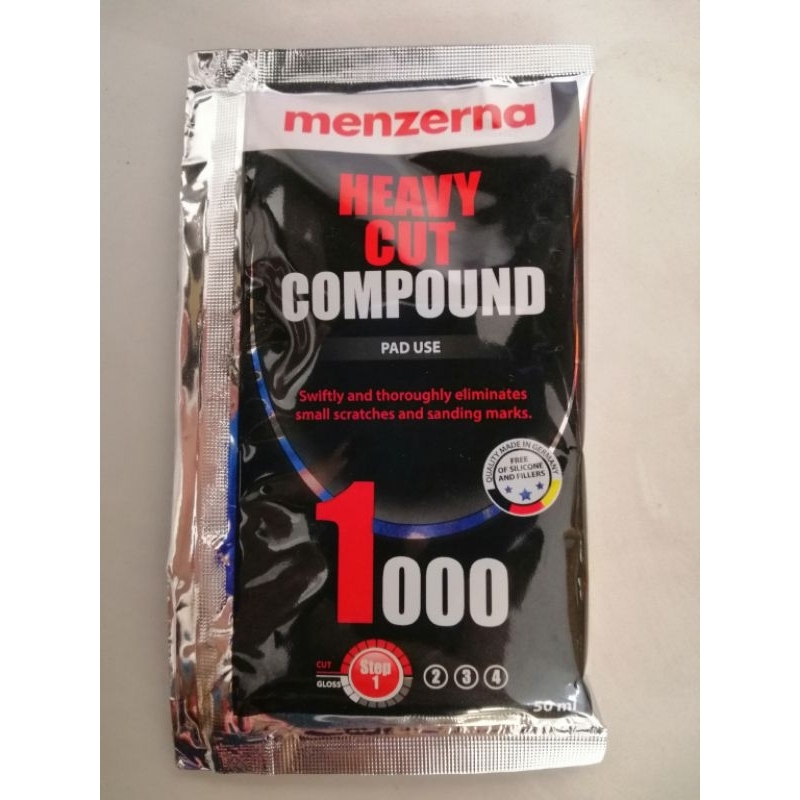 menzerna
HEAVY
CUT
COMPOUND
PAD USE
Swiftly and thoroughly eliminates
small scratches and sanding marks.
QUALITY MADE IN GERMANY
FREE
OF SILICONE
AND FILLERS
1000
CUT
GLOSS
Step
1
2 3 4
50 ml